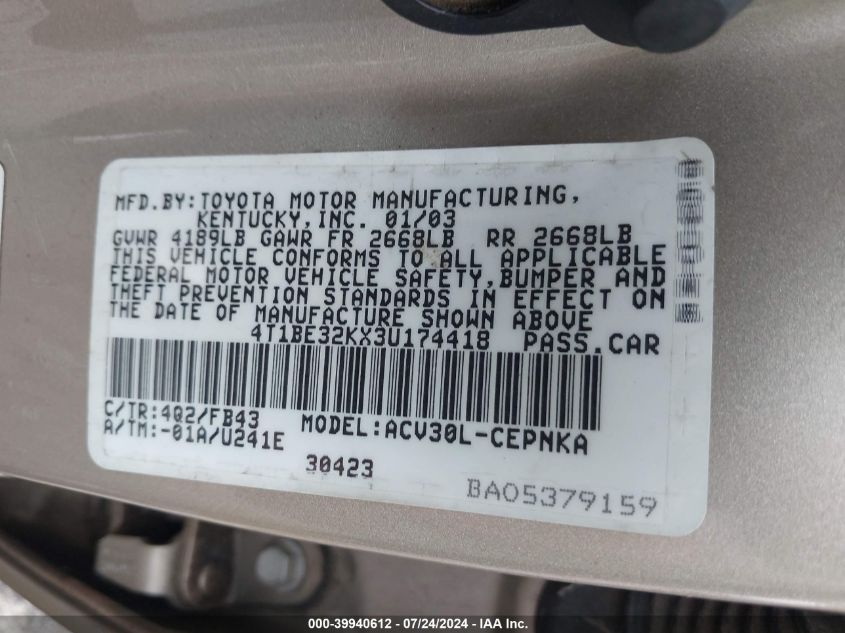 MFD.BY:TOYOTA MOTOR MANUFACTURING,
KENTUCKY,INC. 01/03
GVWR 4189LB GAWR FR 2668LB RR 2668LB
THIS VEHICLE CONFORMS TO ALL APPLICABLE
FEDERAL MOTOR VEHICLE SAFETY,BUMPER AND
THEFT PREVENTION STANDARDS IN EFFECT ON
THE DATE OF MANUFACTURE SHOWN ABOVE
4T1BE32KX3U174418 PASS.CAR
C/TR:4Q2/FB43 MODEL:ACV30L-CEPNKA
A/TM:-01A/U241E
30423
BA05379159
000-39940612 / 07/24/2024 - IAA Inc.